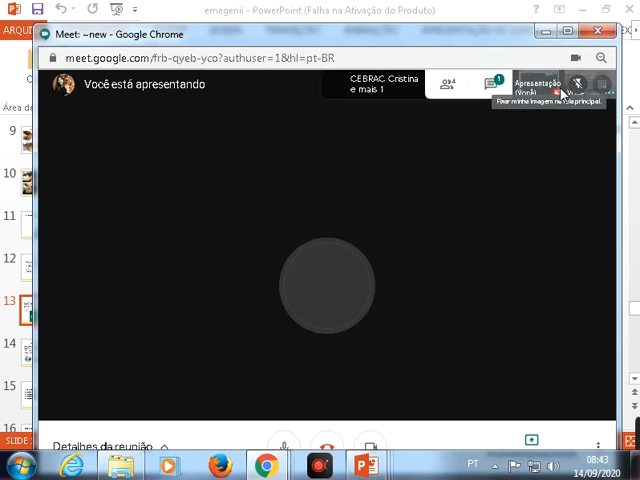 emegenii - PowerPoint (Falha na Ativação do Produto)
ARQUI
Meet: ~new - Google Chrome
meet.google.com/frb-qyeb-yco?authuser=1&hl=pt-BR
Você está apresentando
CEBRAC Cristina
e mais 1
4
1
Apresentação
(Você)
Fixar minha imagem na tela principal.
Área de
9
10
11
12
13
14
15
16
Detalhes da reunião
SLIDE
PT
08:43
14/09/2020